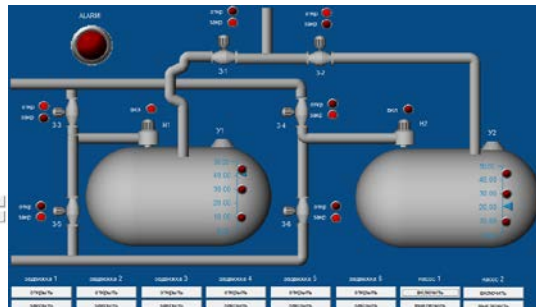 ALARM!
откр
закр
откр
закр
З-1
З-2
откр
закр
вкл
откр
закр
вкл
З-3
Н1
У1
З-4
Н2
У2
50.00
40.00
30.00
20.00
10.00
50.00
40.00
30.00
20.00
10.00
откр
закр
З-5
откр
закр
З-6
задвижка 1 задвижка 2 задвижка 3 задвижка 4 задвижка 5 задвижка 6 насос 1 насос 2
открыть открыть открыть открыть открыть открыть включить включить
закрыть закрыть закрыть закрыть закрыть закрыть выключить выключить